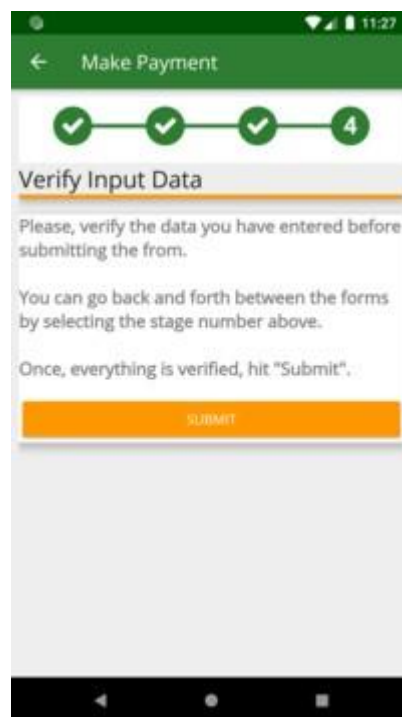 11:27
Make Payment
4
Verify Input Data
Please, verify the data you have entered before
submitting the from.
You can go back and forth between the forms
by selecting the stage number above.
Once, everything is verified, hit "Submit".
SUBMIT